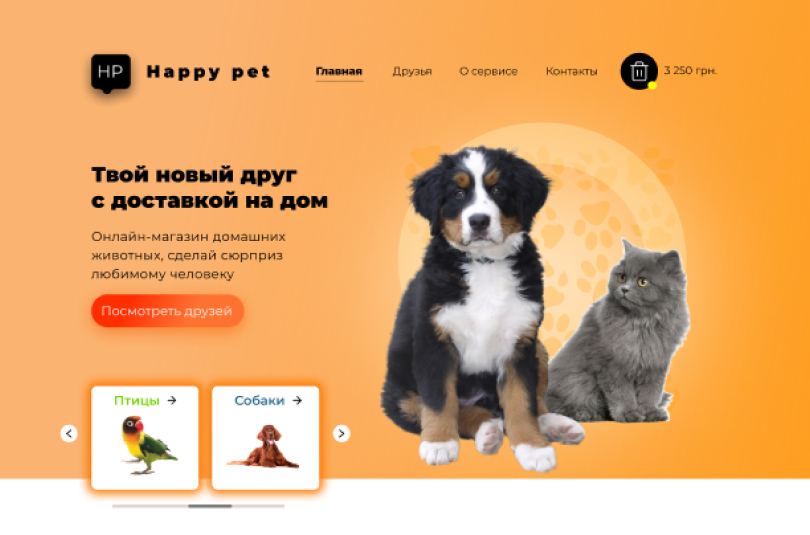 HP Happy pet Главная Друзья О сервисе Контакты 3 250 грн.
Твой новый друг
с доставкой на дом
Онлайн-магазин домашних
животных, сделай сюрприз
любимому человеку
Посмотреть друзей
Птицы → Собаки →